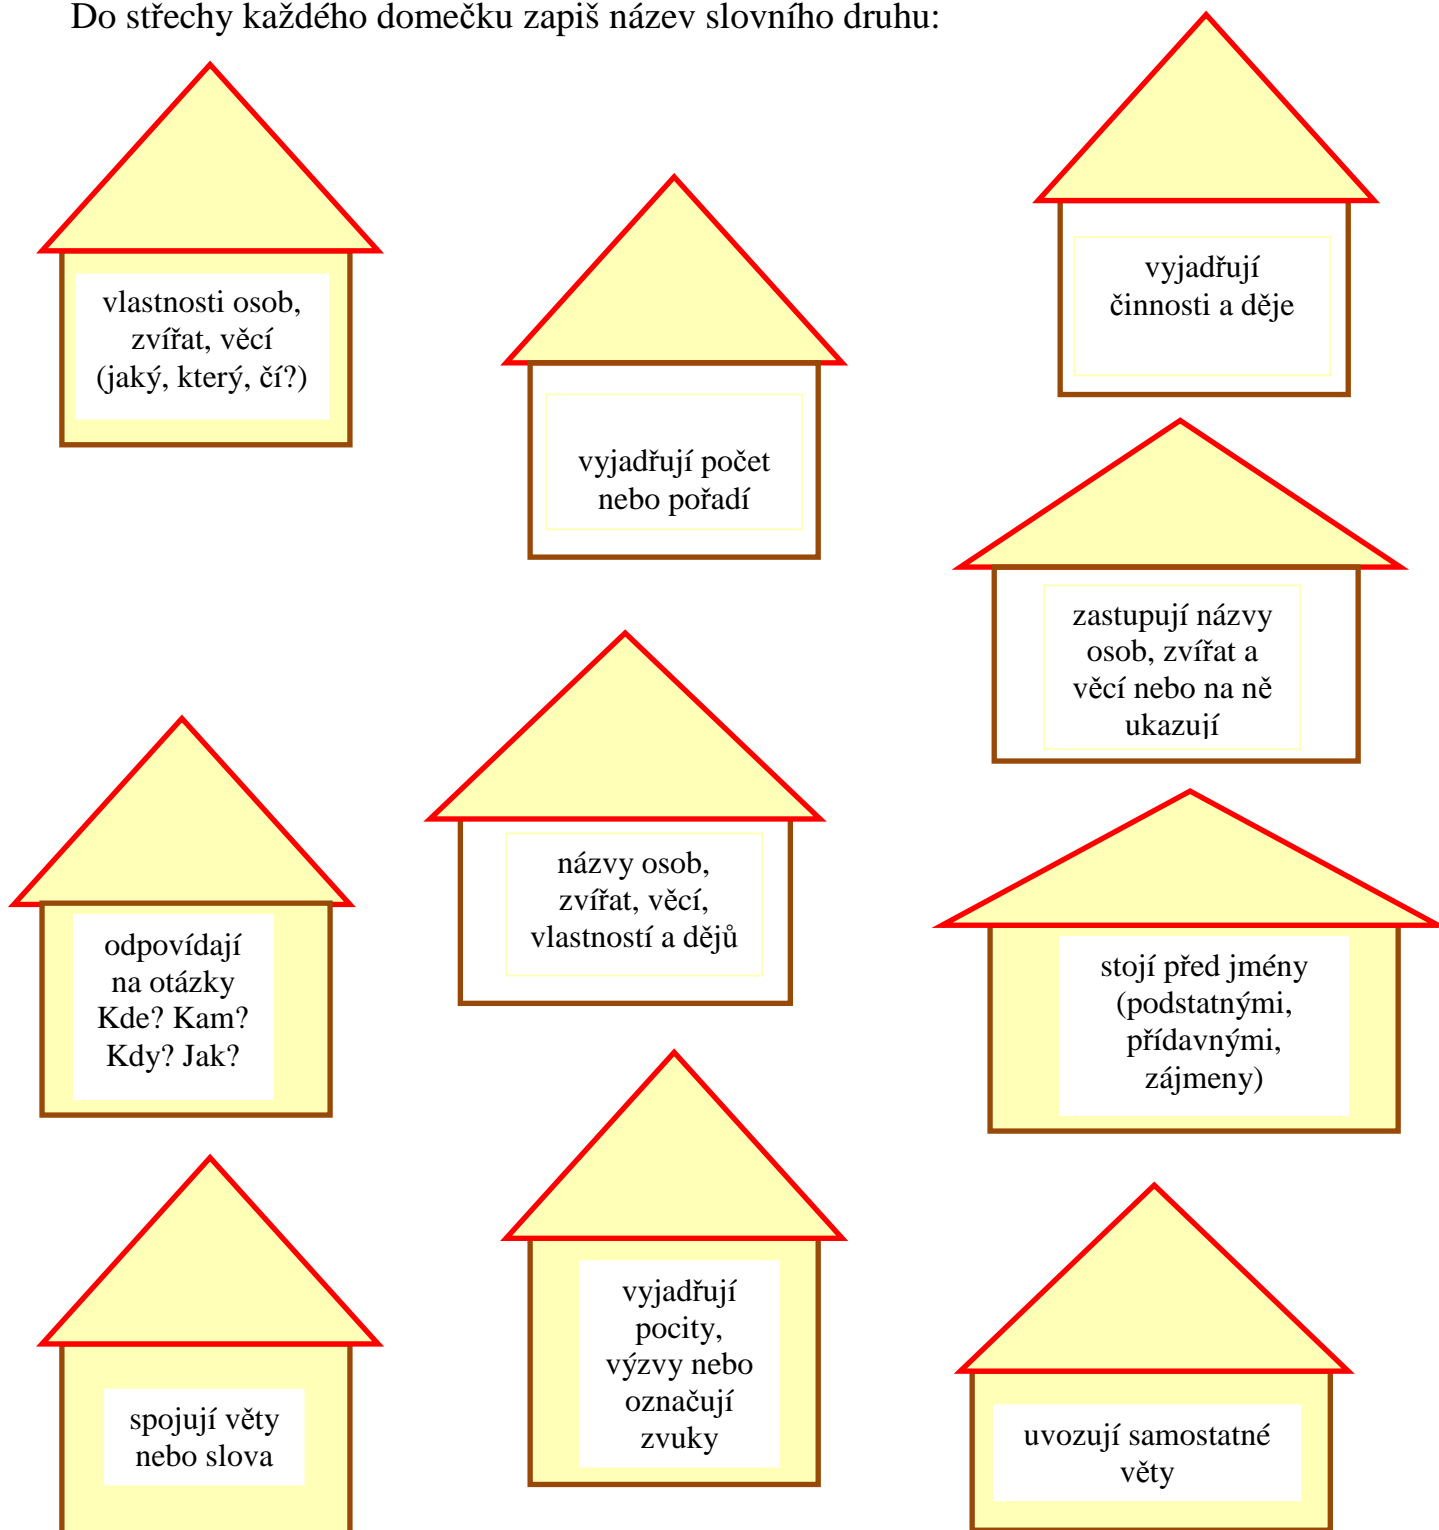 Do střechy každého domečku zapiš název slovního druhu:
vlastnosti osob,
zvířat, věcí
(jaký, který, čí?)
vyjadřují počet
nebo pořadí
vyjadřují
činnosti a děje
zastupují názvy
osob, zvířat a
věcí nebo na ně
ukazují
odpovídají
na otázky
Kde? Kam?
Kdy? Jak?
názvy osob,
zvířat, věcí,
vlastností a dějů
stojí před jmény
(podstatnými,
přídavnými,
zájmeny)
spojují věty
nebo slova
vyjadřují
pocity,
výzvy nebo
označují
zvuky
uvozují samostatné
věty